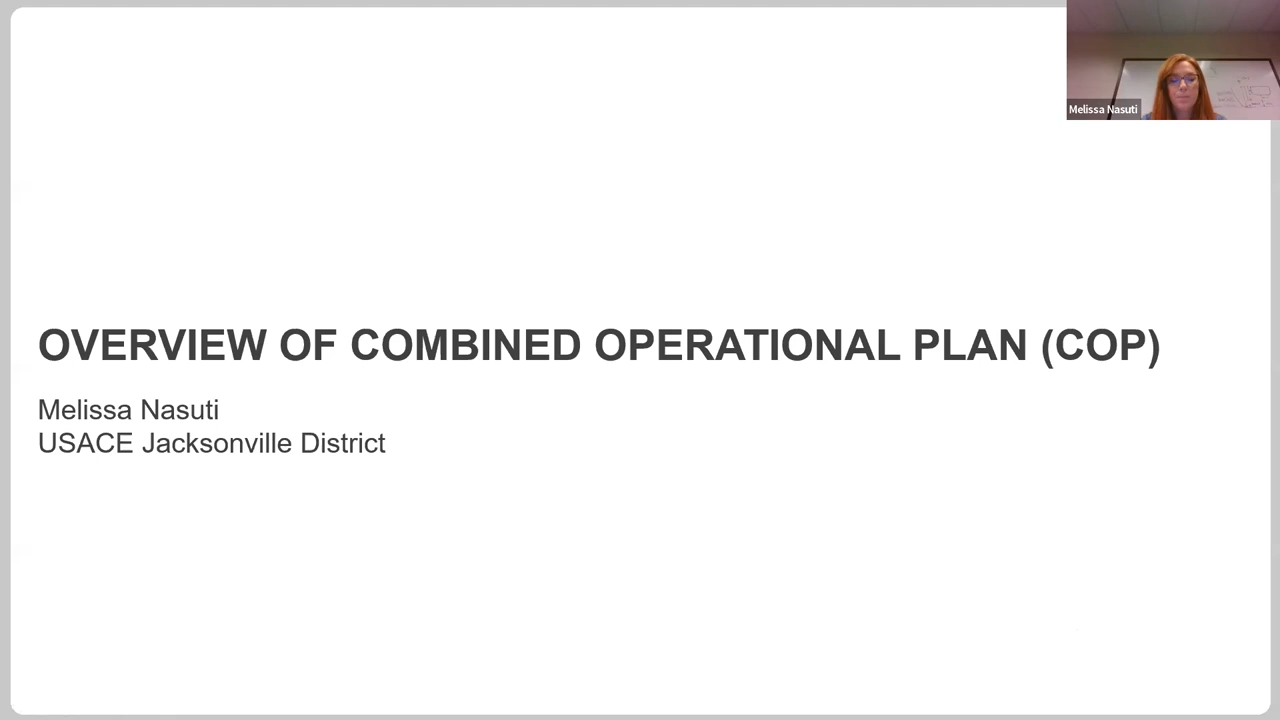 Melissa Nasuti
OVERVIEW OF COMBINED OPERATIONAL PLAN (COP)
Melissa Nasuti
USACE Jacksonville District